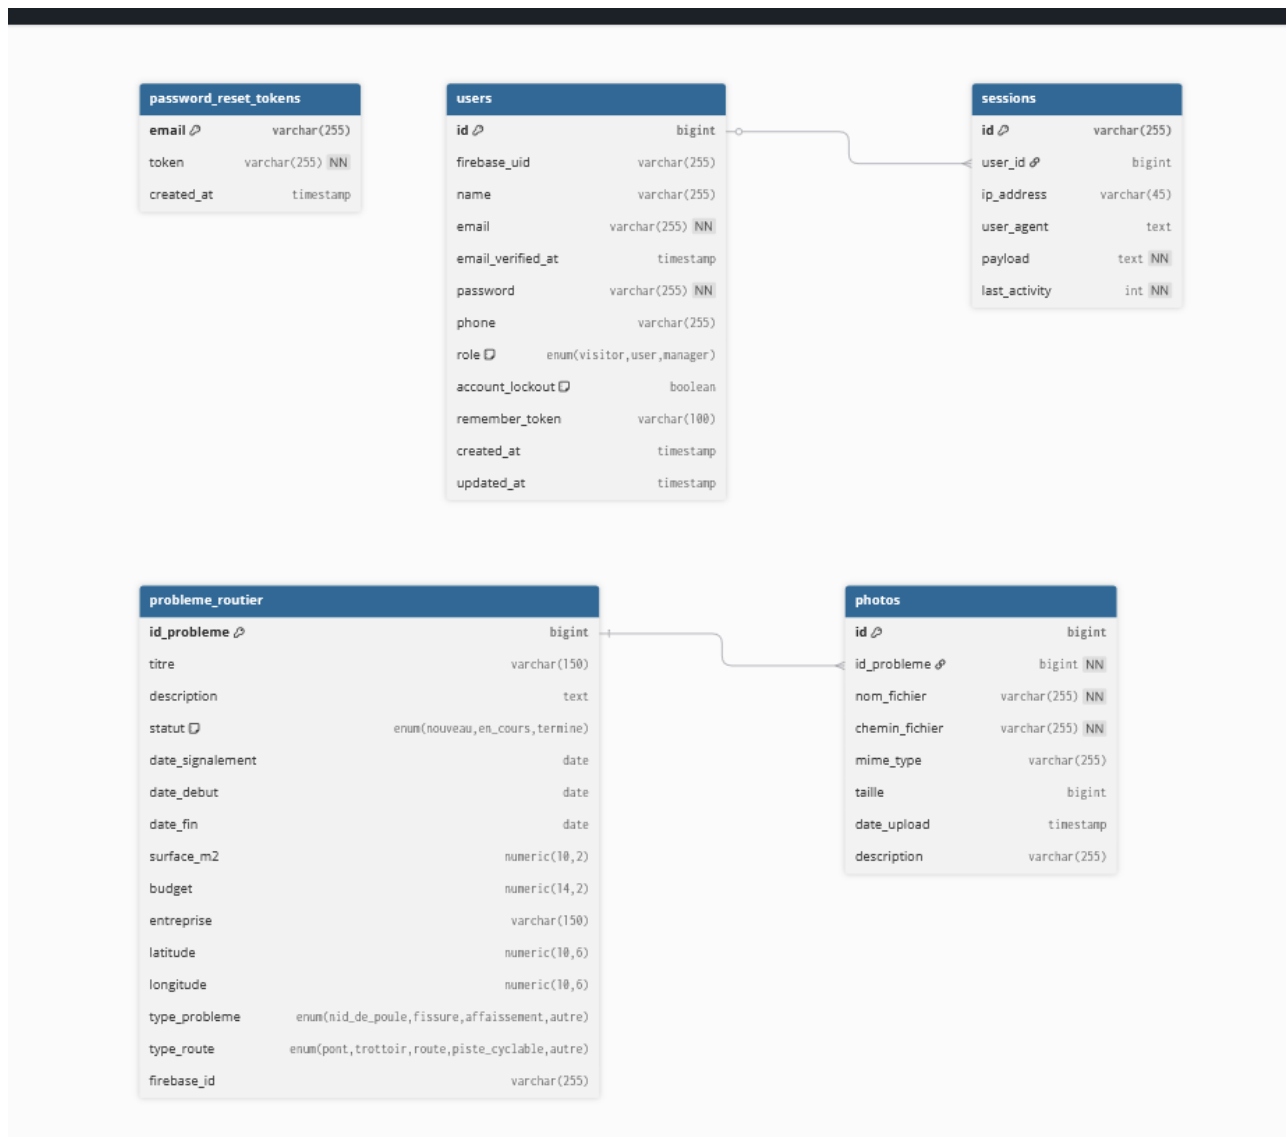 password_reset_tokens
email varchar(255)
token varchar(255) NN
created_at timestamp
users
id bigint
firebase_uid varchar(255)
name varchar(255)
email varchar(255) NN
email_verified_at timestamp
password varchar(255) NN
phone varchar(255)
role enum(visitor,user,manager)
account_lockout boolean
remember_token varchar(100)
created_at timestamp
updated_at timestamp
sessions
id varchar(255)
user_id bigint
ip_address varchar(45)
user_agent text
payload text NN
last_activity int NN
probleme_routier
id_probleme bigint
titre varchar(150)
description text
statut enum(nouveau,en_cours,termine)
date_signalement date
date_debut date
date_fin date
surface_m2 numeric(10,2)
budget numeric(14,2)
entreprise varchar(150)
latitude numeric(10,6)
longitude numeric(10,6)
type_probleme enum(nid_de_poule,fissure,affaissement,autre)
type_route enum(pont,trottoir,route,piste_cyclable,autre)
firebase_id varchar(255)
photos
id bigint
id_probleme bigint NN
nom_fichier varchar(255) NN
chemin_fichier varchar(255) NN
mime_type varchar(255)
taille bigint
date_upload timestamp
description varchar(255)